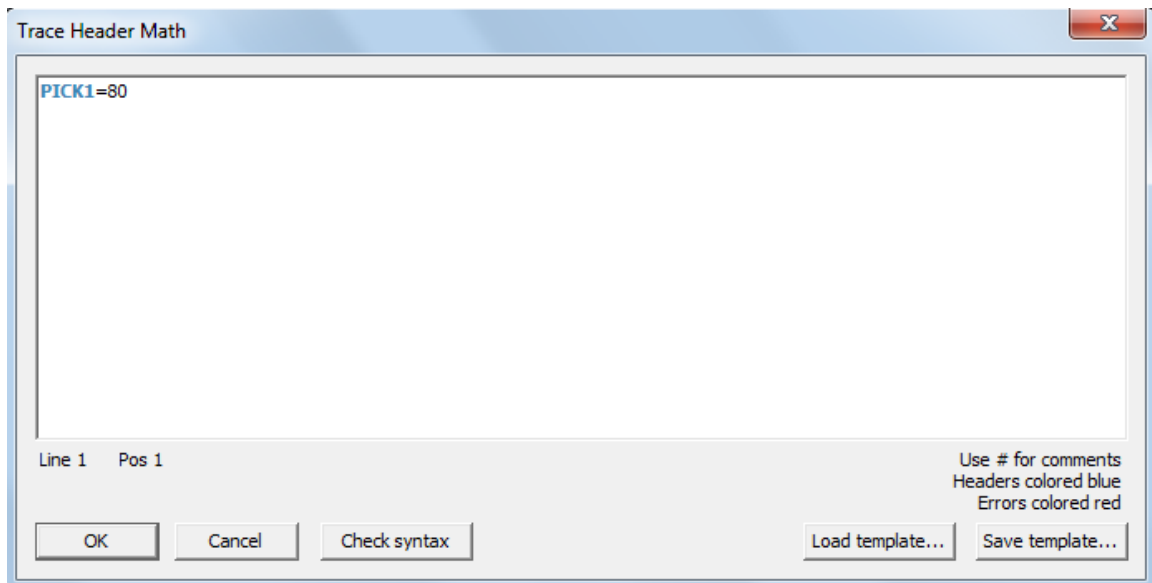 Trace Header Math
X
PICK1=80
Line 1 Pos 1
Use # for comments
Headers colored blue
Errors colored red
OK Cancel Check syntax Load template... Save template...